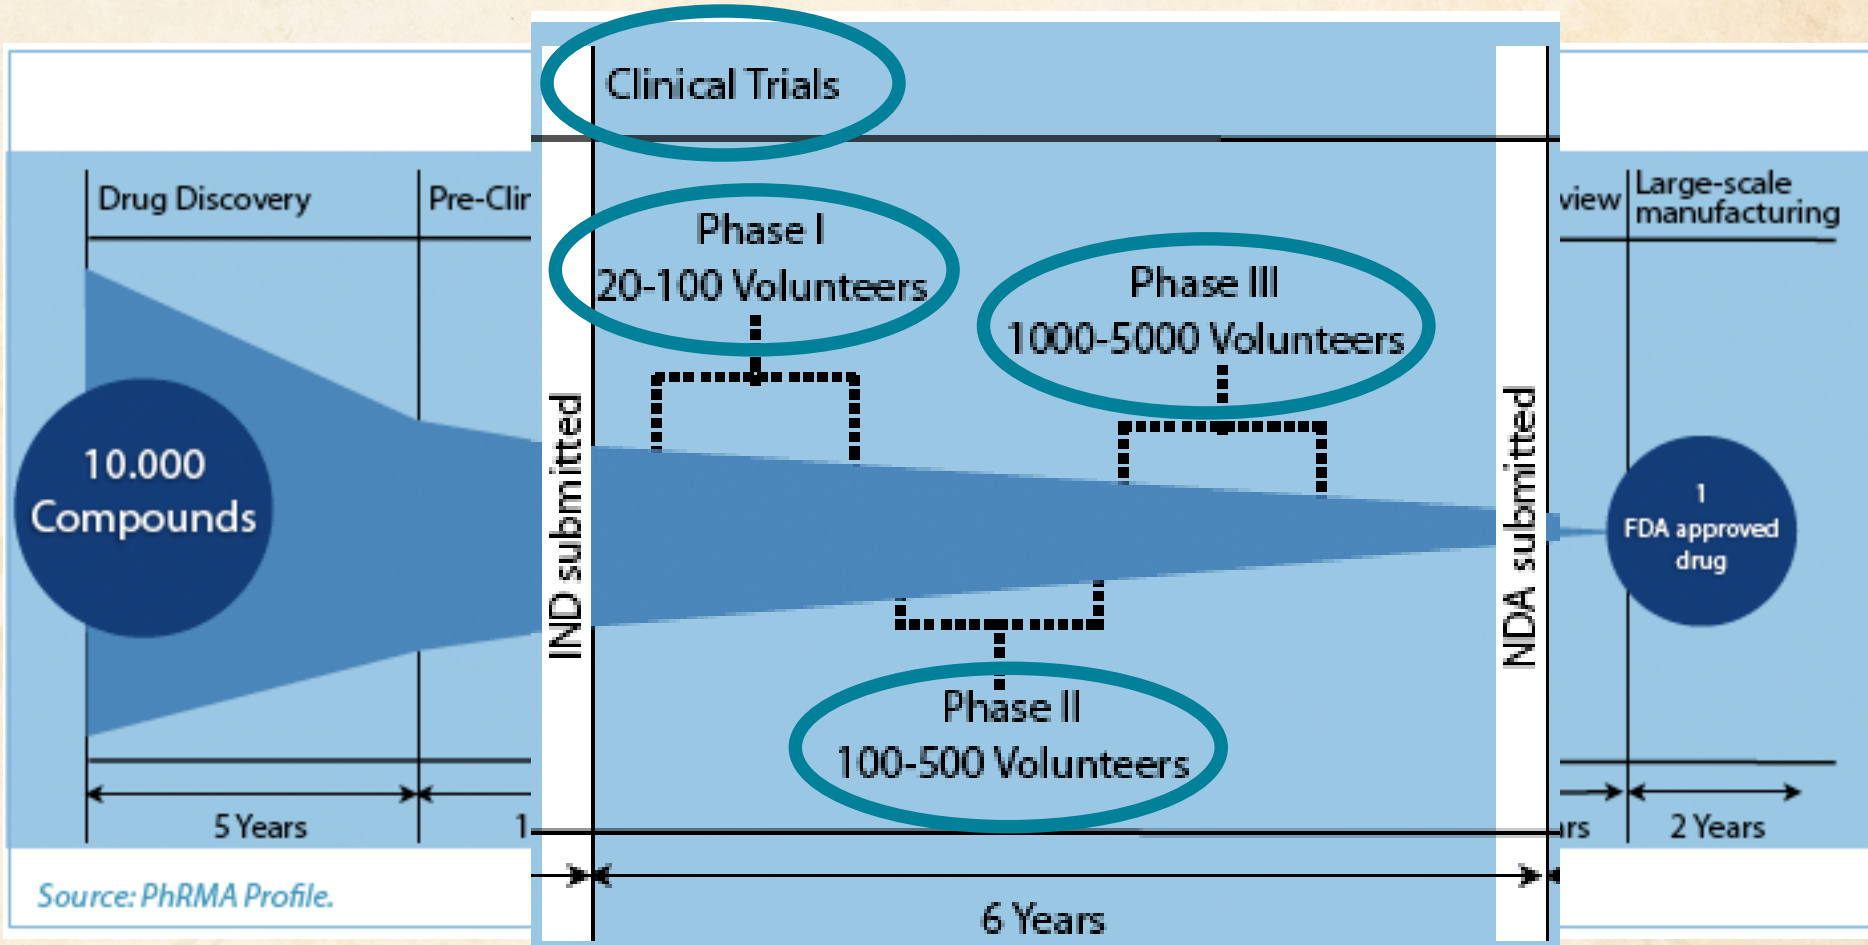 Clinical Trials
Drug Discovery
Pre-Clin
view
Large-scale
manufacturing
Phase I
20-100 Volunteers
Phase III
1000-5000 Volunteers
10.000
Compounds
IND submitted
NDA submitted
1
FDA approved
drug
Phase II
100-500 Volunteers
5 Years
1
6 Years
rs
2 Years
Source: PhRMA Profile.